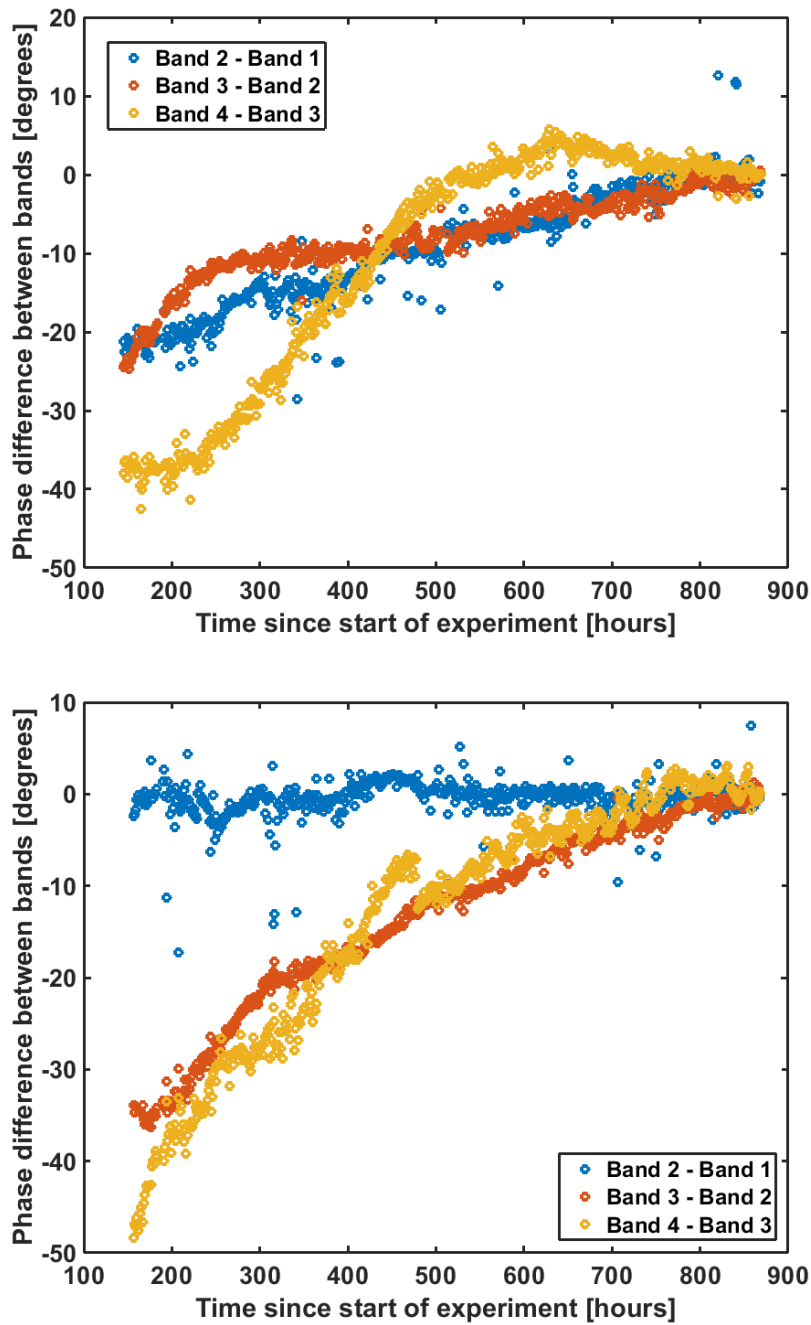 Phase difference between bands [degrees]
20
10
0
-10
-20
-30
-40
-50
Band 2 - Band 1
Band 3 - Band 2
Band 4 - Band 3
100 200 300 400 500 600 700 800 900
Time since start of experiment [hours]
Phase difference between bands [degrees]
10
0
-10
-20
-30
-40
-50
Band 2 - Band 1
Band 3 - Band 2
Band 4 - Band 3
100 200 300 400 500 600 700 800 900
Time since start of experiment [hours]